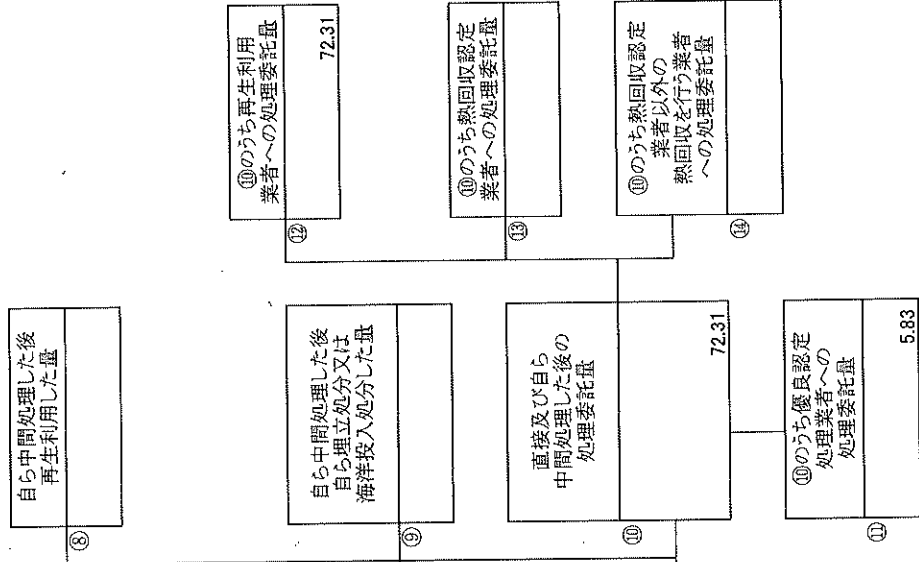 ⑧
自ら中間処理した後
再生利用した量
⑨
自ら中間処理した後
自ら埋立処分又は
海洋投入処分した量
⑩
直接及び自ら
中間処理した後の
処理委託量
72.31
⑪
⑩のうち優良認定
処理業者への
処理委託量
5.83
⑫
⑩のうち再生利用
業者への処理委託量
72.31
⑬
⑩のうち熱回収認定
業者への処理委託量
⑭
⑩のうち熱回収認定
業者以外の
熱回収を行う業者
への処理委託量